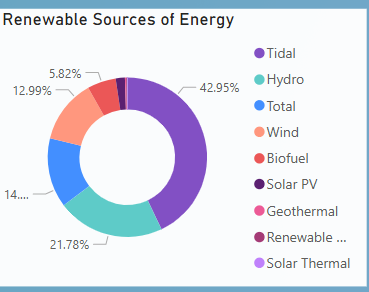 Renewable Sources of Energy
5.82%
12.99%
42.95%
14....
21.78%
Tidal
Hydro
Total
Wind
Biofuel
Solar PV
Geothermal
Renewable ...
Solar Thermal